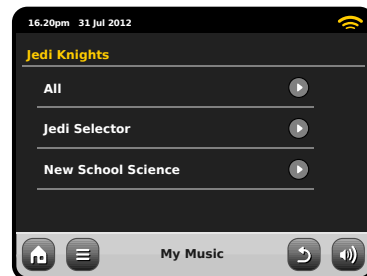 16.20pm 31 Jul 2012
Jedi Knights
All
Jedi Selector
New School Science
My Music